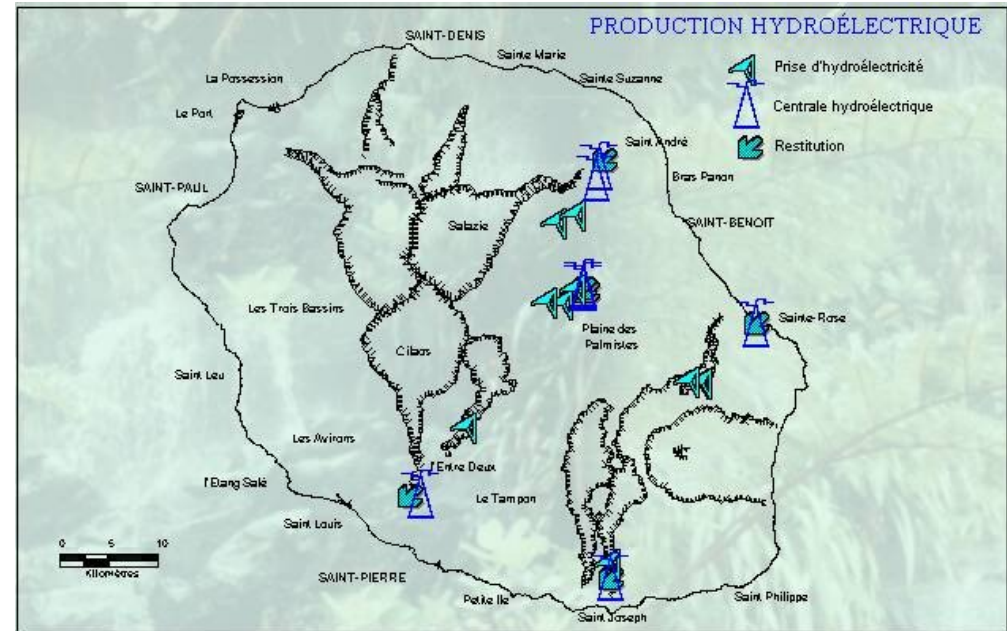 PRODUCTION HYDROÉLECTRIQUE
Prise d'hydroélectricité
Centrale hydroélectrique
Restitution
SAINT-DENIS
Sainte Marie
Sainte Suzanne
La Possession
Le Port
Saint André
Bras Panon
SAINT-PAUL
SAINT-BENOIT
Salazie
Les Trois Bassins
Sainte-Rose
Plaine des
Palmistes
Cilaos
Saint Leu
Les Avirons
l'Entre Deux
l'Etang Salé
Le Tampon
Saint Louis
0 5 10
Kilomètres
SAINT-PIERRE
Petite Ile
Saint Joseph
Saint Philippe